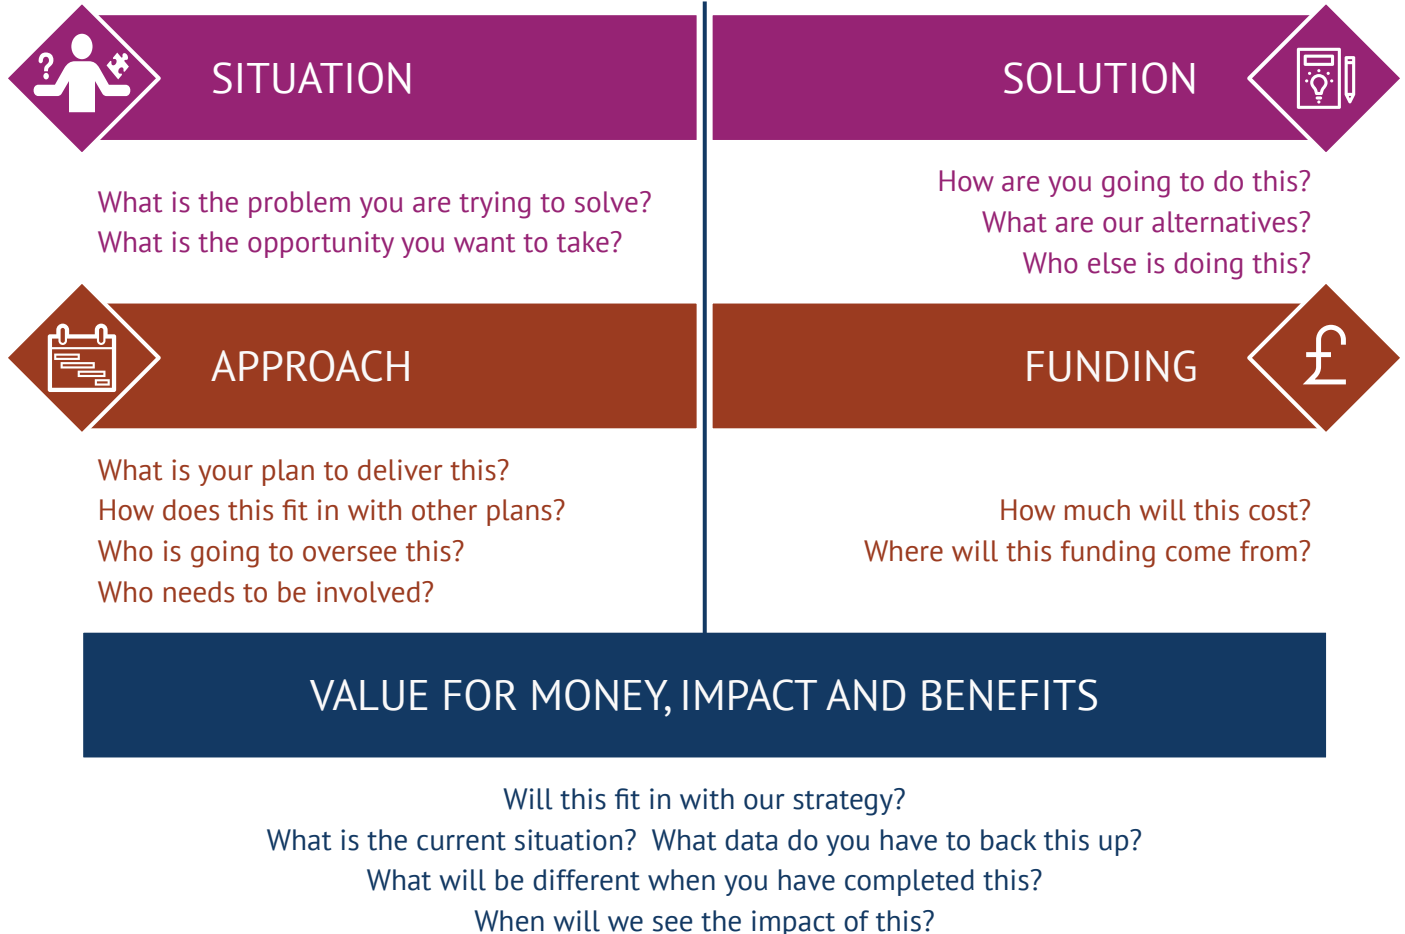 SITUATION
What is the problem you are trying to solve?
What is the opportunity you want to take?
SOLUTION
How are you going to do this?
What are our alternatives?
Who else is doing this?
APPROACH
What is your plan to deliver this?
How does this fit in with other plans?
Who is going to oversee this?
Who needs to be involved?
FUNDING
£
How much will this cost?
Where will this funding come from?
VALUE FOR MONEY, IMPACT AND BENEFITS
Will this fit in with our strategy?
What is the current situation? What data do you have to back this up?
What will be different when you have completed this?
When will we see the impact of this?